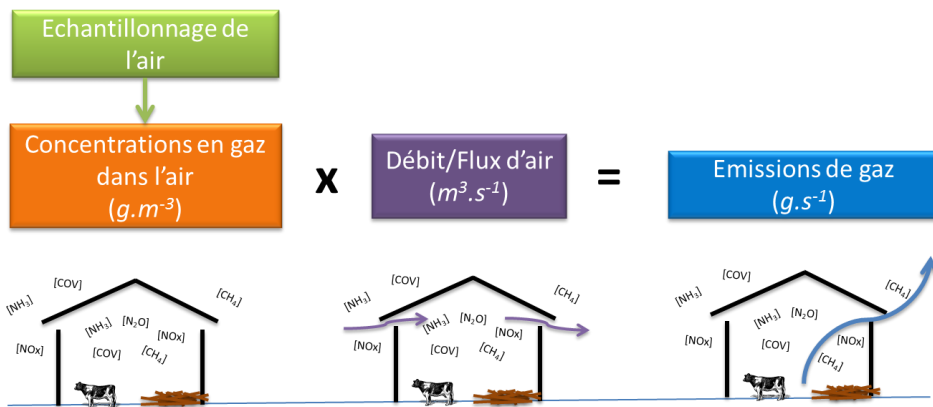 Echantillonnage de
l'air
Concentrations en gaz
dans l'air
(g.m⁻³)
x
Débit/Flux d'air
(m³.s⁻¹)
=
Emissions de gaz
(g.s⁻¹)
[COV]
[NH₃]
[CH₄]
[NH₃]
[N₂O]
[NOx]
[NOx]
[COV]
[CH₄]
[COV]
[NH₃]
[CH₄]
[NH₃]
[N₂O]
[NOx]
[NOx]
[COV]
[CH₄]
[COV]
[NH₃]
[CH₄]
[NH₃]
[N₂O]
[NOx]
[NOx]
[COV]
[CH₄]